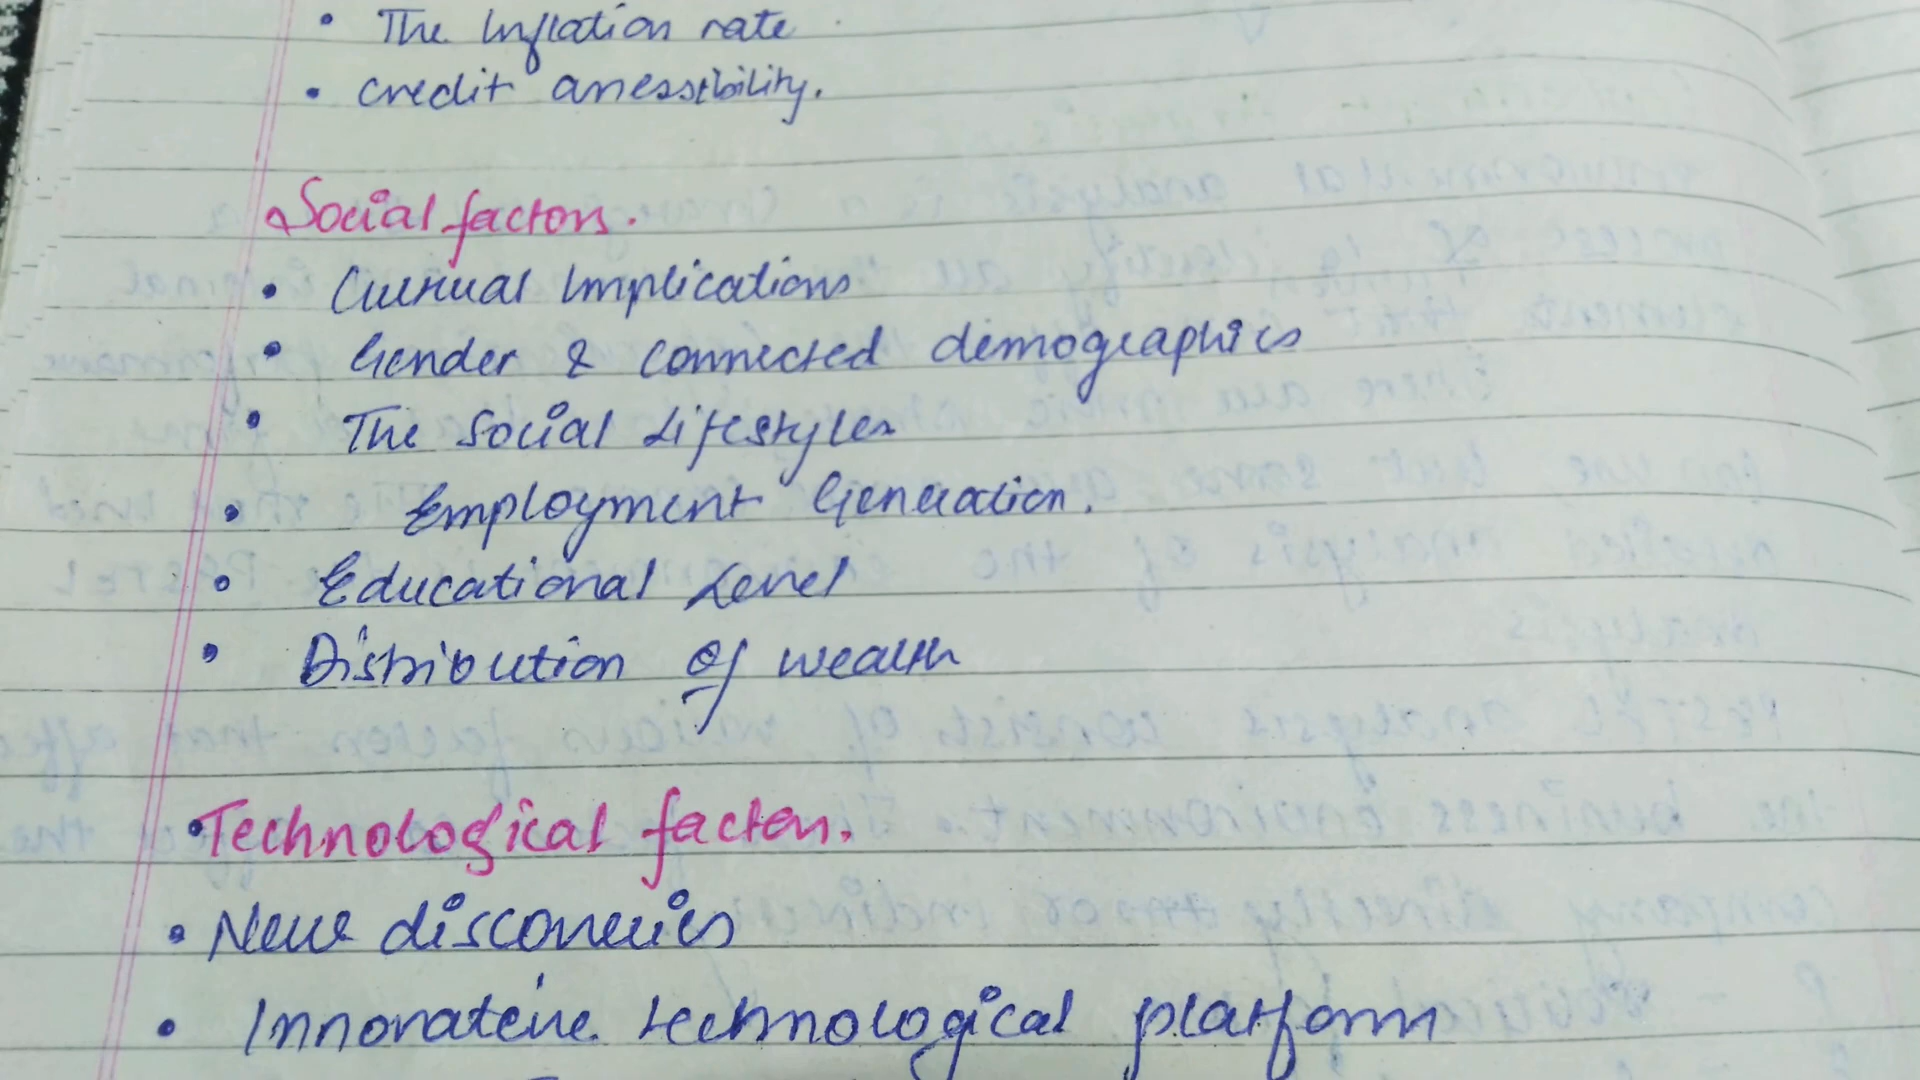 • The Inflation rate
• Credit accessibility.
Social factors.
• Cultural Implications
• Gender & connected demographics
• The Social Lifestyles
• Employment Generation.
• Educational Level
• Distribution of wealth
• Technological factors.
• New discoveries
• Innovative technological platform